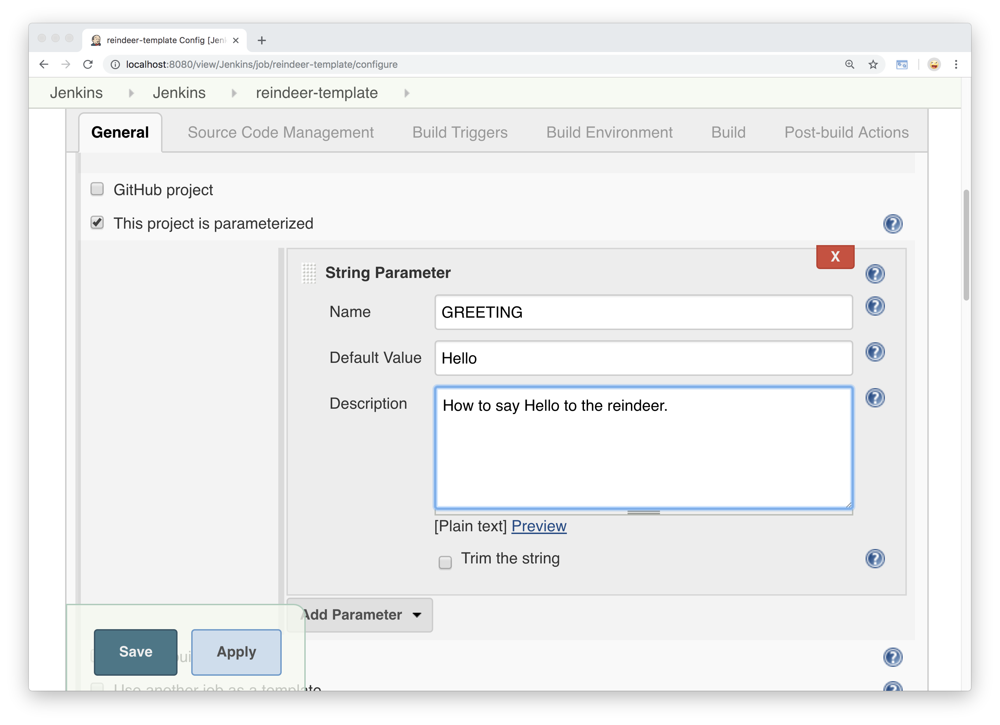 reindeer-template Config [Jen
localhost:8080/view/Jenkins/job/reindeer-template/configure
Jenkins Jenkins reindeer-template
General Source Code Management Build Triggers Build Environment Build Post-build Actions
GitHub project
This project is parameterized
X
String Parameter
Name GREETING
Default Value Hello
Description How to say Hello to the reindeer.
[Plain text] Preview
Trim the string
Add Parameter
Save Apply
Use another job as a template